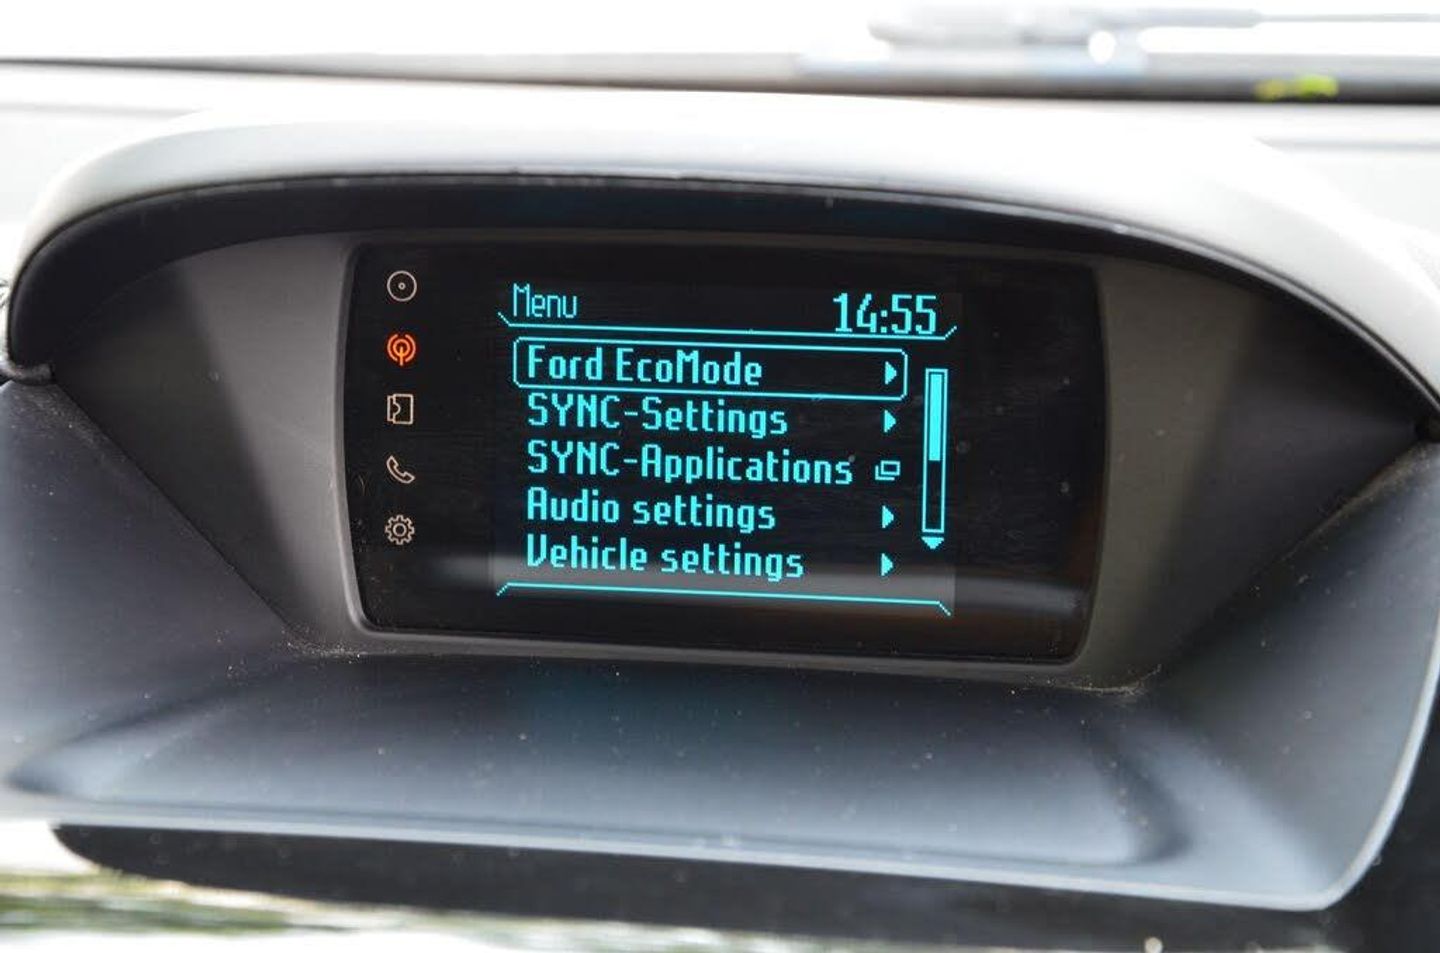 Menu 14:55
Ford EcoMode
SYNC-Settings
SYNC-Applications
Audio settings
Vehicle settings